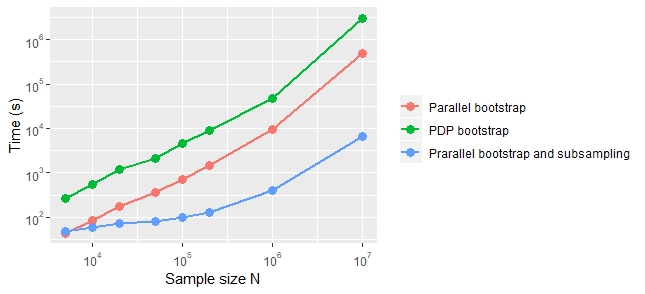 Time (s)
10^6
10^5
10^4
10^3
10^2
10^4
10^5
10^6
10^7
Sample size N
Parallel bootstrap
PDP bootstrap
Prarallel bootstrap and subsampling